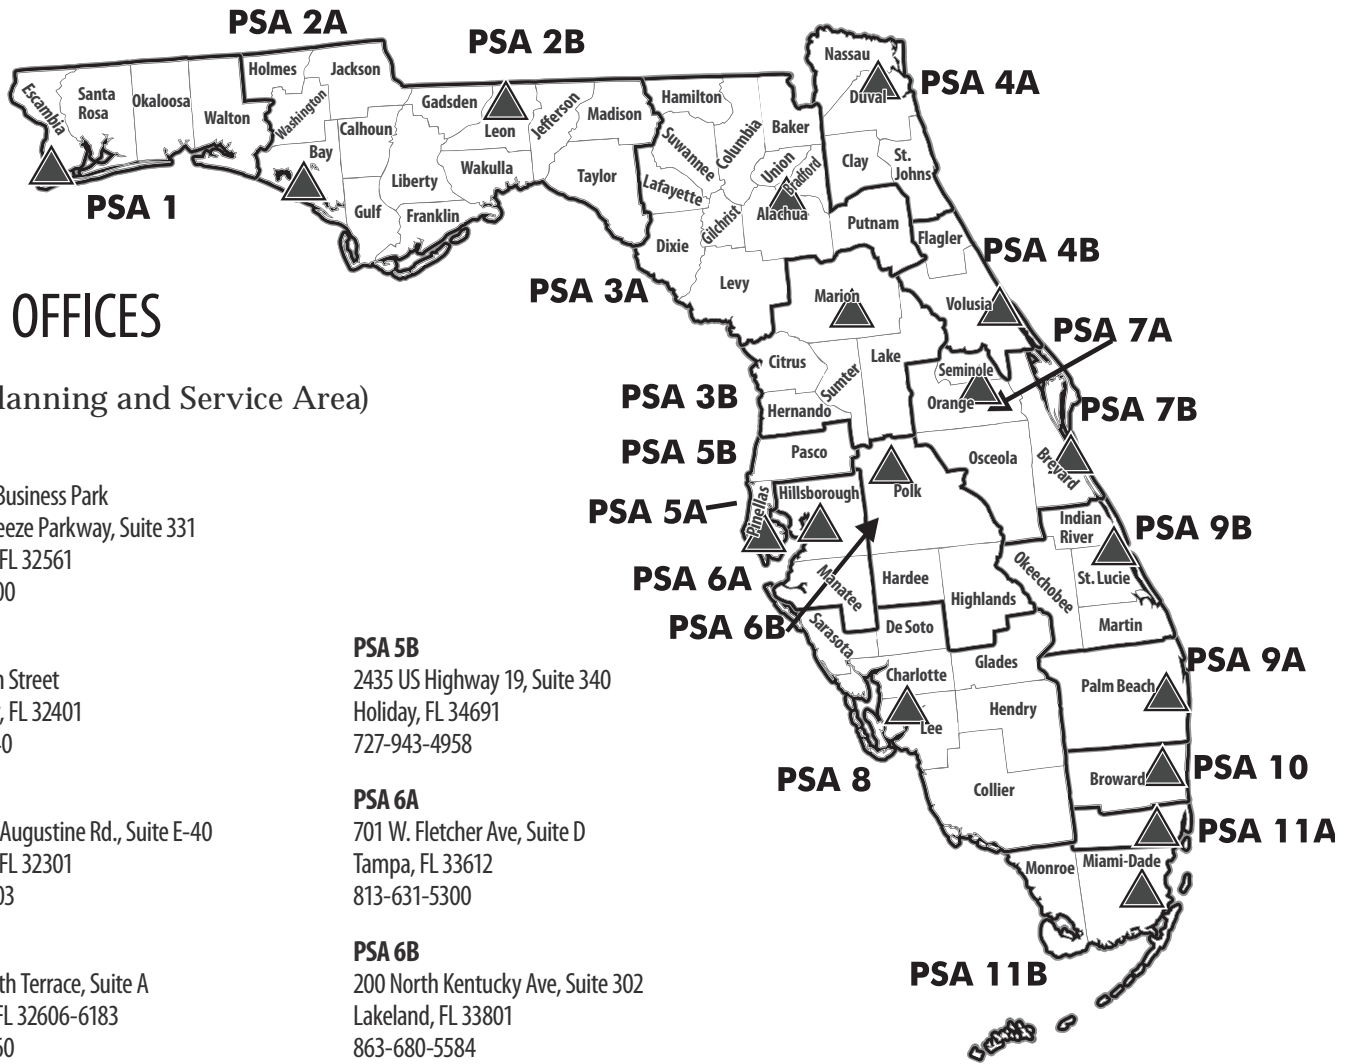 PSA 2A
PSA 2B
PSA 4A
PSA 1
PSA 3A
PSA 4B
PSA 7A
PSA 3B
PSA 7B
PSA 5B
PSA 5A
PSA 9B
PSA 6A
PSA 6B
PSA 9A
PSA 8
PSA 10
PSA 11A
PSA 11B
Escambia
Santa
Rosa
Okaloosa
Walton
Holmes
Jackson
Washington
Bay
Calhoun
Gulf
Gadsden
Liberty
Franklin
Leon
Wakulla
Jefferson
Madison
Taylor
Hamilton
Suwannee
Lafayette
Dixie
Columbia
Gilchrist
Levy
Baker
Union
Bradford
Alachua
Nassau
Duval
Clay
St.
Johns
Putnam
Flagler
Volusia
Marion
Citrus
Sumter
Lake
Hernando
Seminole
Orange
Pasco
Pinellas
Hillsborough
Polk
Osceola
Brevard
Indian
River
Okeechobee
St. Lucie
Martin
Manatee
Hardee
Highlands
Sarasota
De Soto
Charlotte
Glades
Lee
Hendry
Collier
Palm Beach
Broward
Monroe
Miami-Dade
OFFICES
lanning and Service Area)
Business Park
eeze Parkway, Suite 331
FL 32561
00
h Street
, FL 32401
40
Augustine Rd., Suite E-40
FL 32301
03
th Terrace, Suite A
FL 32606-6183
60
PSA 5B
2435 US Highway 19, Suite 340
Holiday, FL 34691
727-943-4958
PSA 6A
701 W. Fletcher Ave, Suite D
Tampa, FL 33612
813-631-5300
PSA 6B
200 North Kentucky Ave, Suite 302
Lakeland, FL 33801
863-680-5584